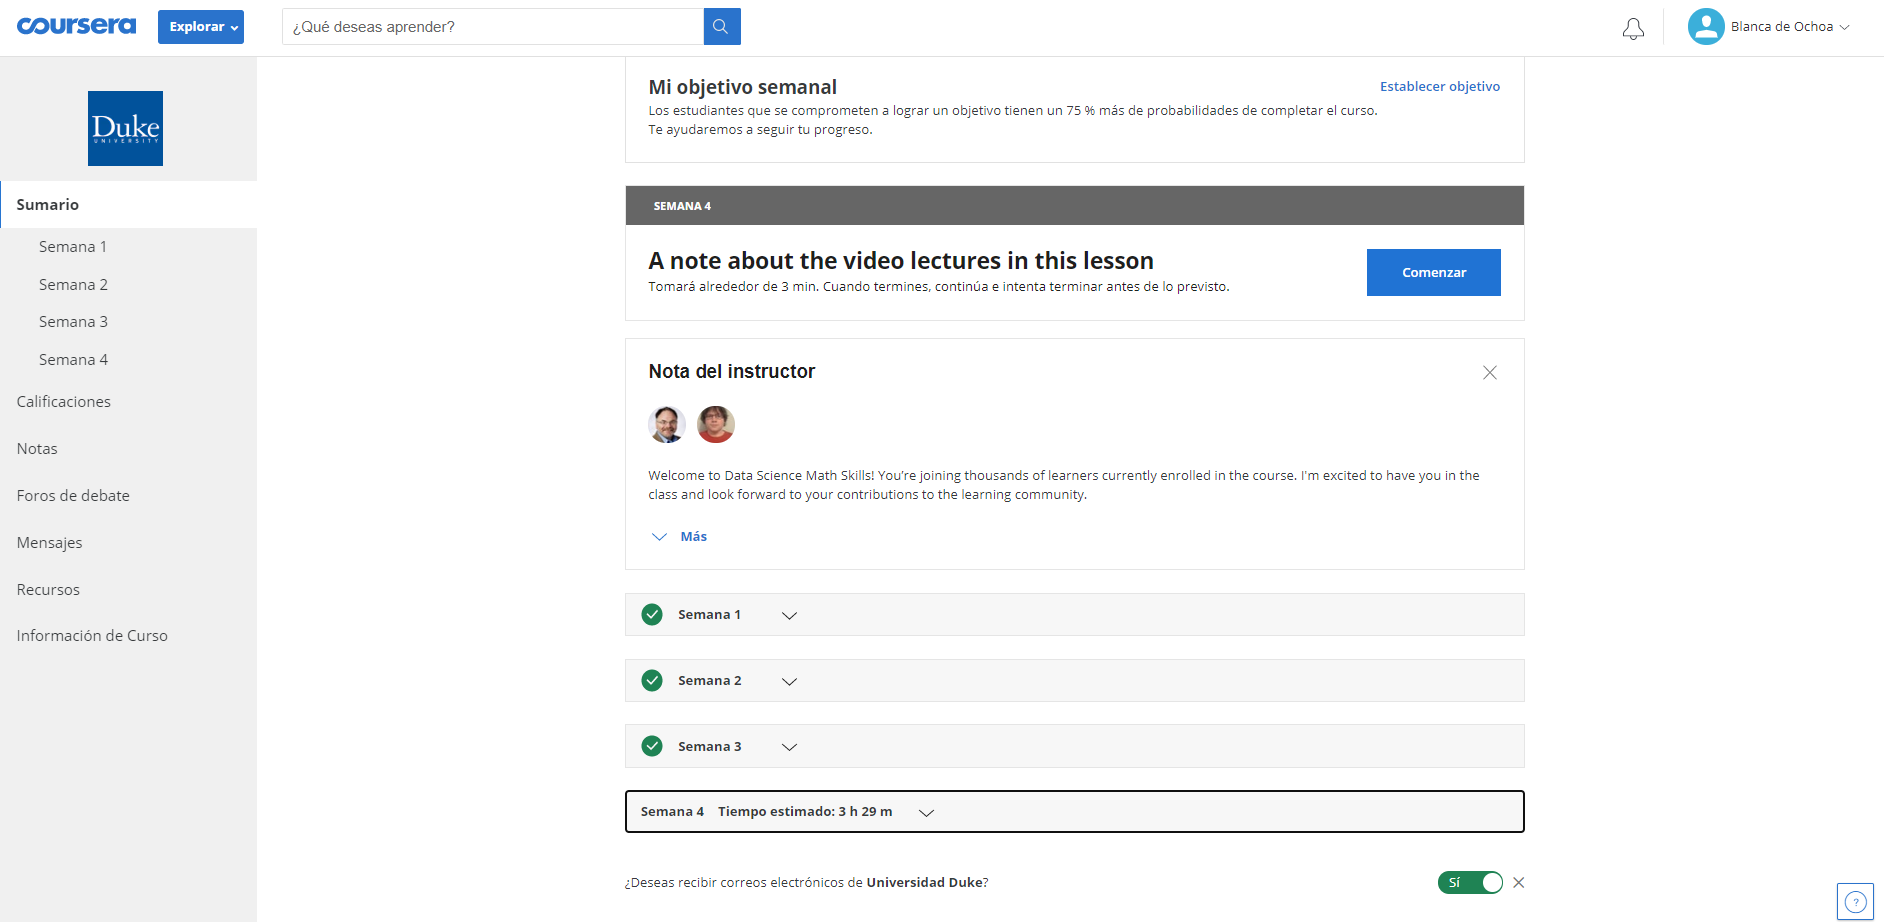 coursera
Explorar
¿Qué deseas aprender?
Blanca de Ochoa
Duke
UNIVERSITY
Sumario
Semana 1
Semana 2
Semana 3
Semana 4
Calificaciones
Notas
Foros de debate
Mensajes
Recursos
Información de Curso
Mi objetivo semanal
Establecer objetivo
Los estudiantes que se comprometen a lograr un objetivo tienen un 75 % más de probabilidades de completar el curso.
Te ayudaremos a seguir tu progreso.
SEMANA 4
A note about the video lectures in this lesson
Tomará alrededor de 3 min. Cuando termines, continúa e intenta terminar antes de lo previsto.
Comenzar
Nota del instructor
Welcome to Data Science Math Skills! You’re joining thousands of learners currently enrolled in the course. I'm excited to have you in the
class and look forward to your contributions to the learning community.
Más
Semana 1
Semana 2
Semana 3
Semana 4 Tiempo estimado: 3 h 29 m
¿Deseas recibir correos electrónicos de Universidad Duke?
Sí
?